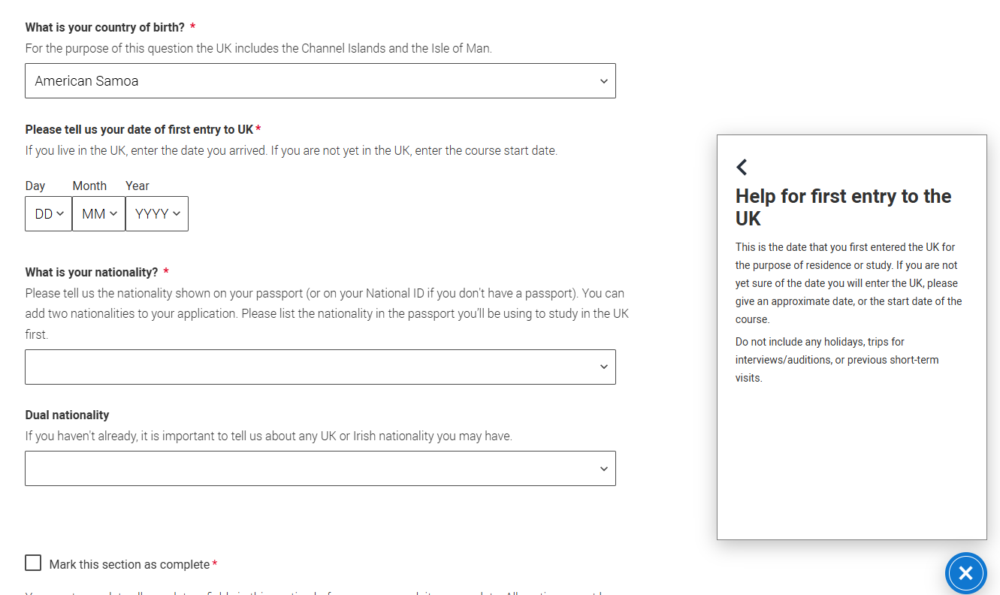 What is your country of birth? *
For the purpose of this question the UK includes the Channel Islands and the Isle of Man.
American Samoa
Please tell us your date of first entry to UK*
If you live in the UK, enter the date you arrived. If you are not yet in the UK, enter the course start date.
Day Month Year
DD MM YYYY
What is your nationality? *
Please tell us the nationality shown on your passport (or on your National ID if you don't have a passport). You can
add two nationalities to your application. Please list the nationality in the passport you'll be using to study in the UK
first.
Dual nationality
If you haven't already, it is important to tell us about any UK or Irish nationality you may have.
Mark this section as complete*
Help for first entry to the
UK
This is the date that you first entered the UK for
the purpose of residence or study. If you are not
yet sure of the date you will enter the UK, please
give an approximate date, or the start date of the
course.
Do not include any holidays, trips for
interviews/auditions, or previous short-term
visits.